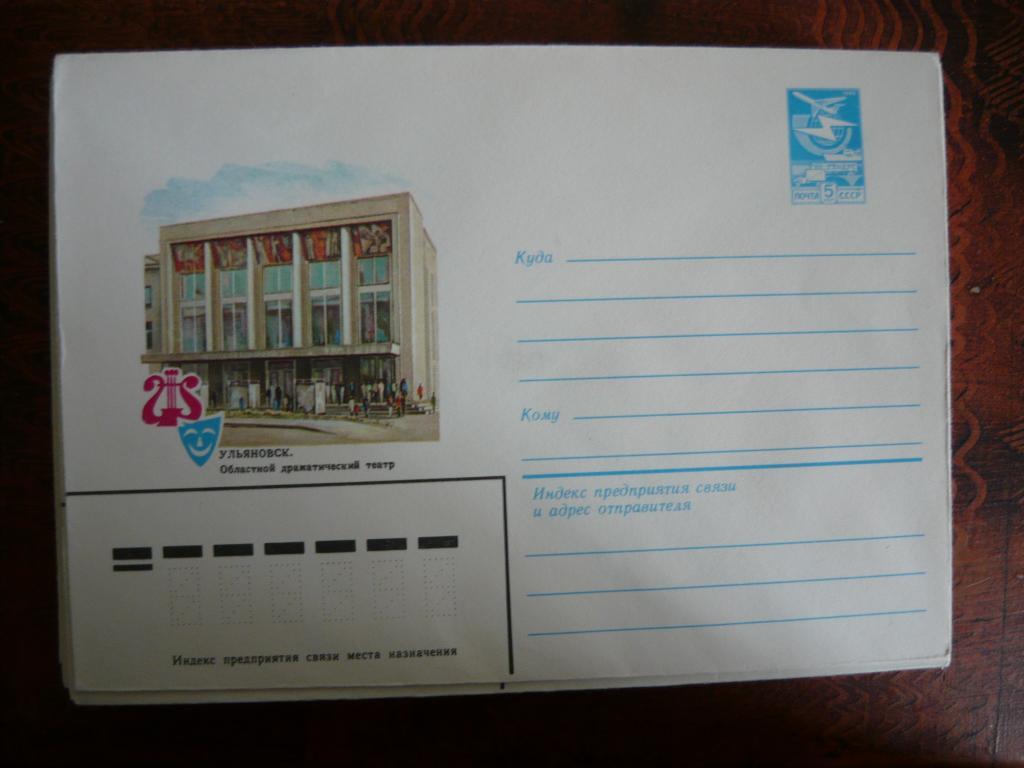 ПОЧТА 5 СССР
Куда
Кому
УЛЬЯНОВСК.
Областной драматический театр
Индекс предприятия связи
и адрес отправителя
Индекс предприятия связи места назначения